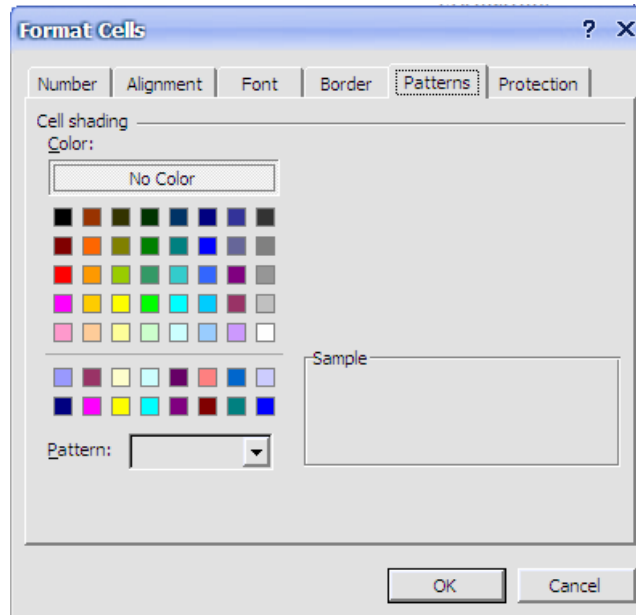 Format Cells ? X
Number Alignment Font Border Patterns Protection
Cell shading
Color:
No Color
Sample
Pattern:
OK Cancel